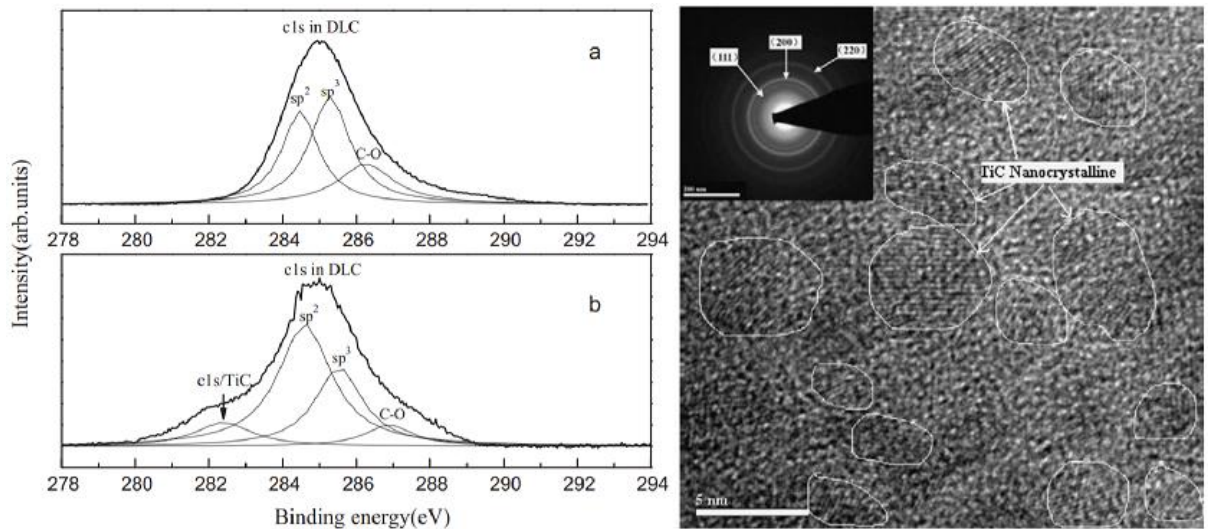 c1s in DLC
a
sp²
sp³
C-O
278 280 282 284 286 288 290 292 294
c1s in DLC
b
sp²
sp³
c1s/TiC
C-O
278 280 282 284 286 288 290 292 294
Binding energy(eV)
Intensity(arb.units)
(200)
(111)
(220)
TiC Nanocrystalline
5 nm